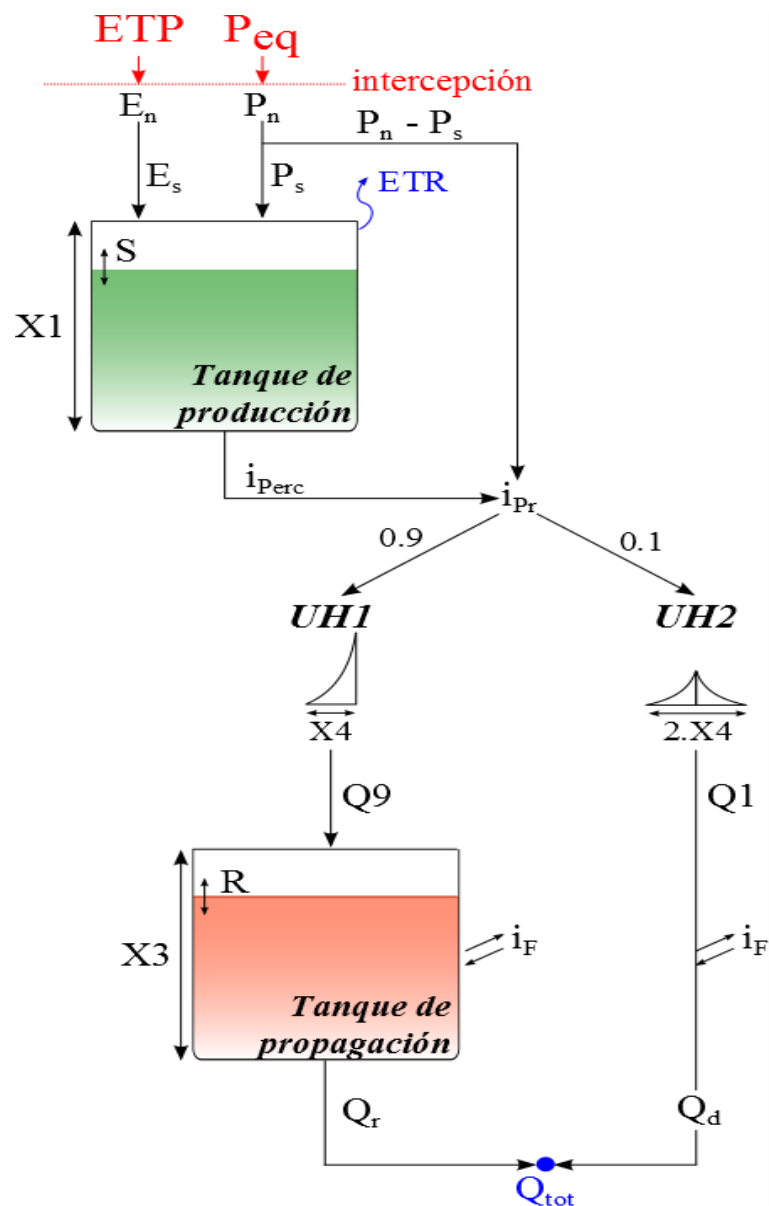 ETP
Peq
intercepción
En
Pn
Pn - Ps
Es
Ps
ETR
S
X1
Tanque de
producción
iPerc
iPr
0.9
0.1
UH1
UH2
X4
2.X4
Q9
Q1
R
X3
iF
iF
Tanque de
propagación
Qr
Qd
Qtot